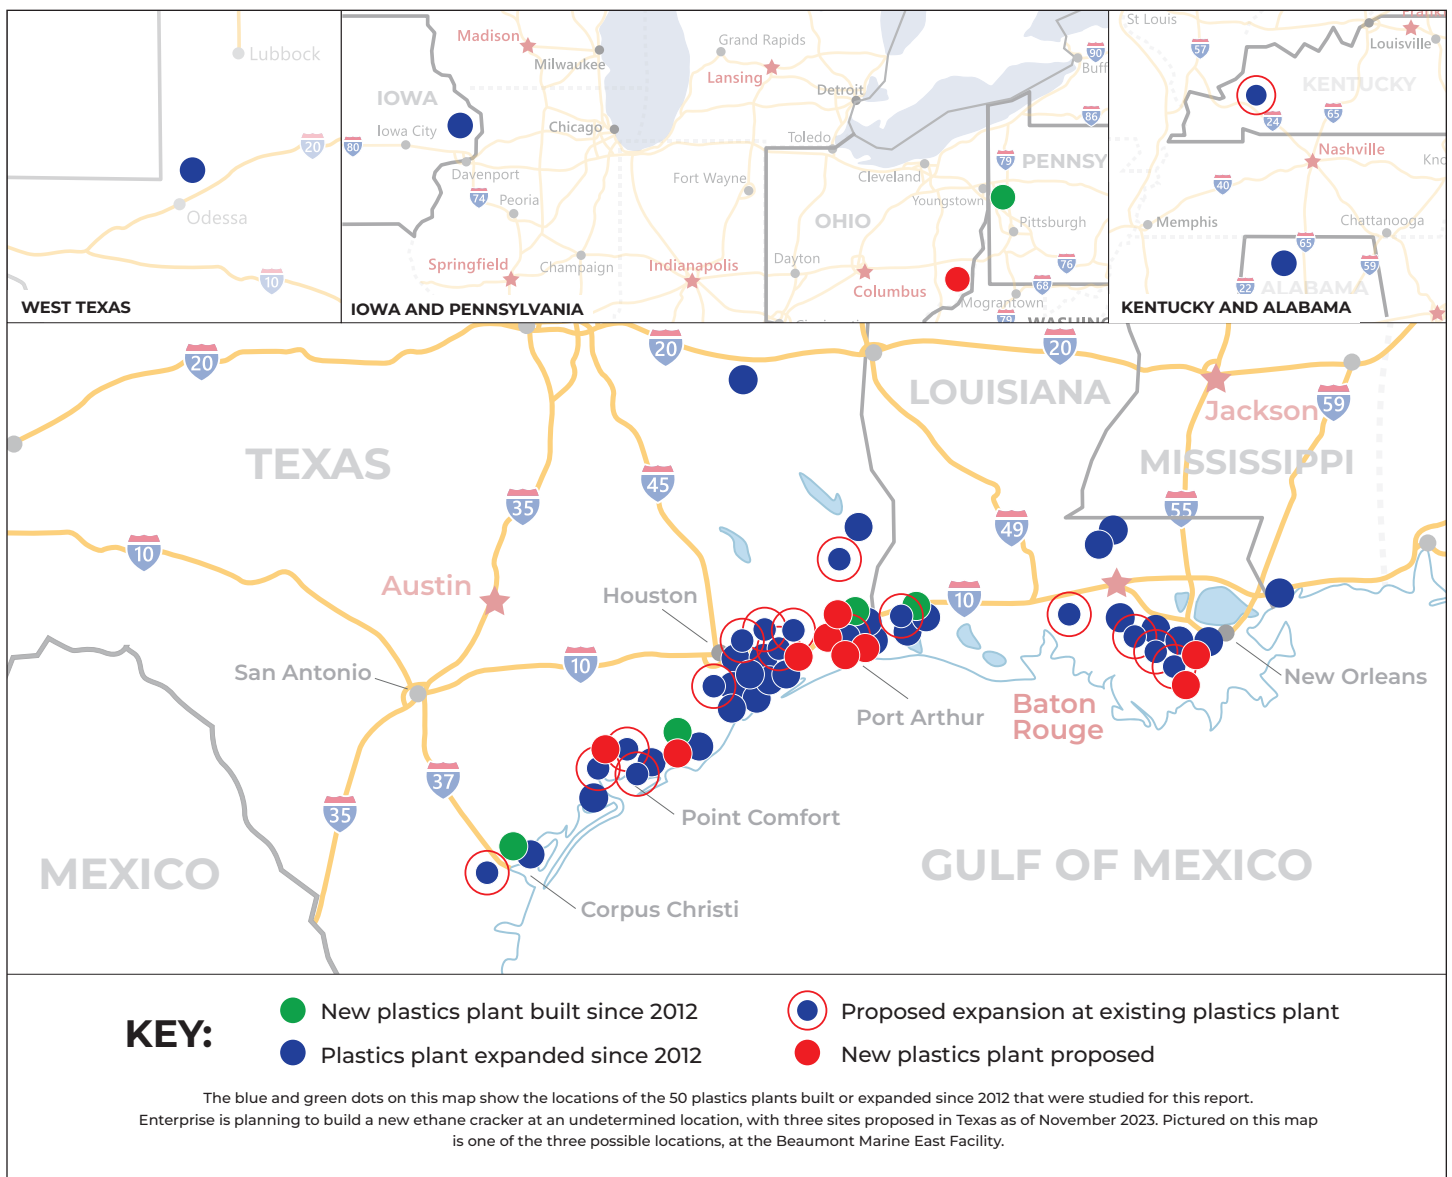 Lubbock
20
Odessa
10
WEST TEXAS
Madison
Milwaukee
Grand Rapids
Lansing
Detroit
90
Buff
IOWA
Iowa City
80
Chicago
86
Toledo
Davenport
74
Peoria
Fort Wayne
Cleveland
Youngstown
79
PENNSY
OHIO
Pittsburgh
Springfield
Champaign
Indianapolis
Dayton
Columbus
76
68
Mograntown
79
WASHING
IOWA AND PENNSYLVANIA
St Louis
57
Louisville
KENTUCKY
24
65
Nashville
Kno
40
Memphis
Chattanooga
65
59
22
ALABAMA
KENTUCKY AND ALABAMA
20
20
20
LOUISIANA
Jackson
59
TEXAS
MISSISSIPPI
45
35
55
49
10
Austin
Houston
10
San Antonio
10
New Orleans
Baton
Rouge
Port Arthur
37
35
Point Comfort
MEXICO
GULF OF MEXICO
Corpus Christi
KEY:
New plastics plant built since 2012
Plastics plant expanded since 2012
Proposed expansion at existing plastics plant
New plastics plant proposed
The blue and green dots on this map show the locations of the 50 plastics plants built or expanded since 2012 that were studied for this report.
Enterprise is planning to build a new ethane cracker at an undetermined location, with three sites proposed in Texas as of November 2023. Pictured on this map
is one of the three possible locations, at the Beaumont Marine East Facility.